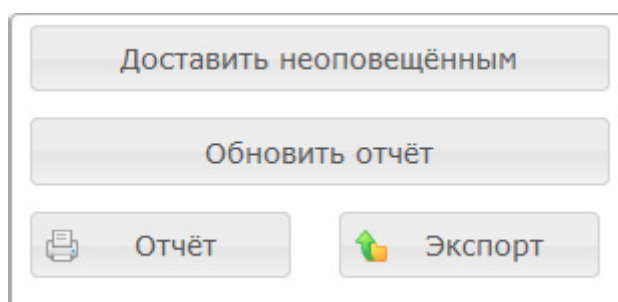 Доставить неоповещённым
Обновить отчёт
Отчёт Экспорт